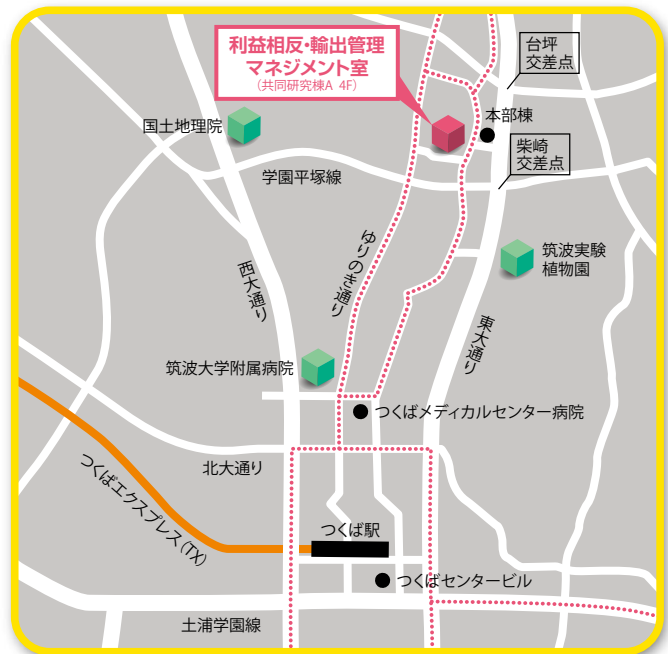 利益相反・輸出管理
マネジメント室
(共同研究棟A 4F)
台坪
交差点
本部棟
国土地理院
柴崎
交差点
学園平塚線
ゆりのき通り
筑波実験
植物園
西大通り
東大通り
筑波大学附属病院
つくばメディカルセンター病院
北大通り
つくばエクスプレス(TX)
つくば駅
つくばセンタービル
土浦学園線